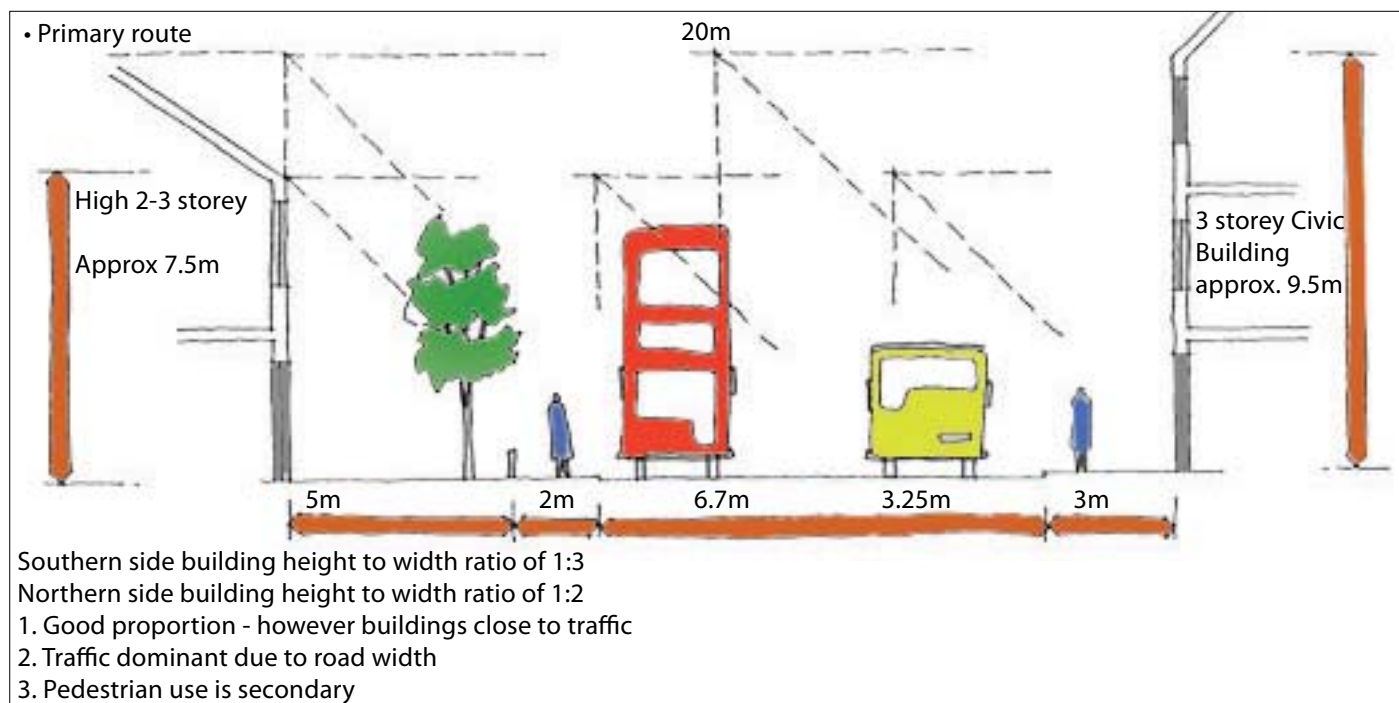 • Primary route
20m
High 2-3 storey
Approx 7.5m
3 storey Civic
Building
approx. 9.5m
5m
2m
6.7m
3.25m
3m
Southern side building height to width ratio of 1:3
Northern side building height to width ratio of 1:2
1. Good proportion - however buildings close to traffic
2. Traffic dominant due to road width
3. Pedestrian use is secondary